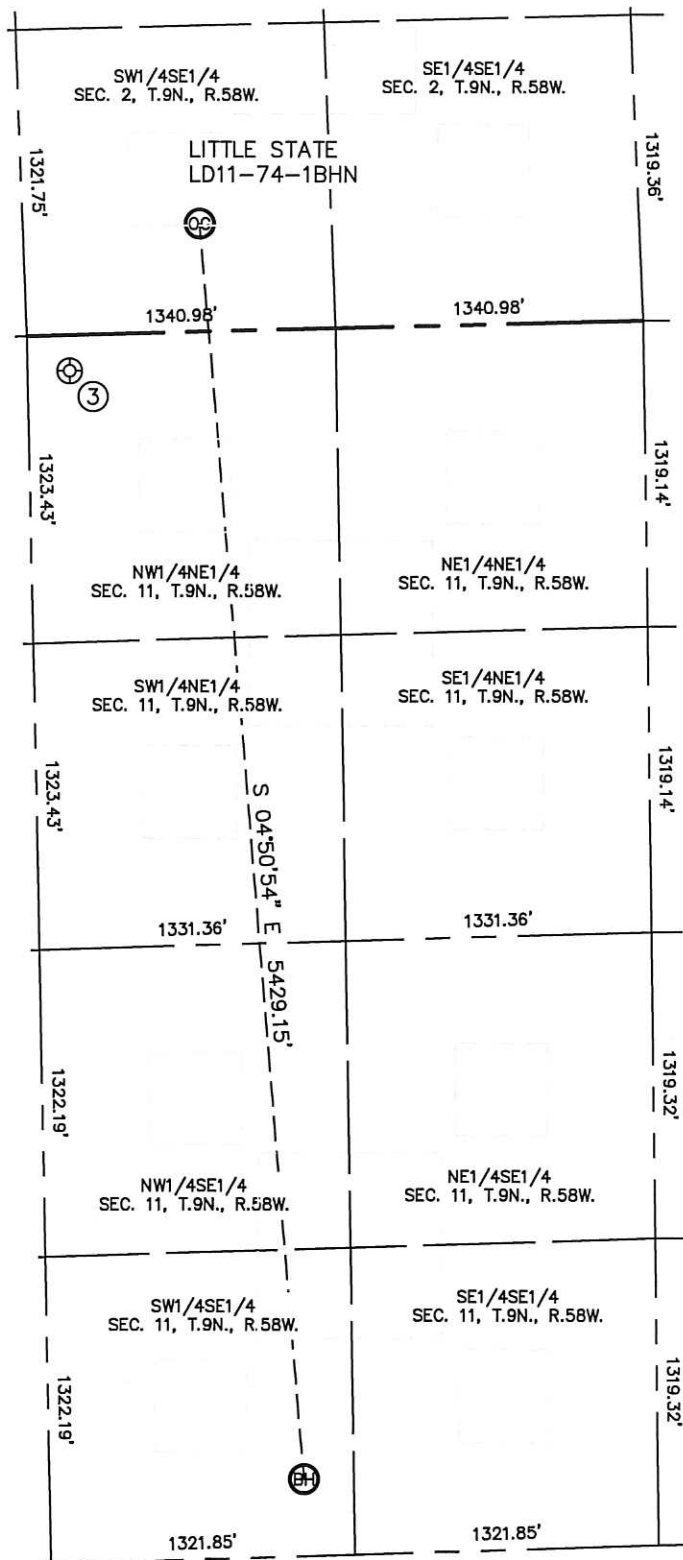 SW1/4SE1/4
SEC. 2, T.9N., R.58W.
SE1/4SE1/4
SEC. 2, T.9N., R.58W.
1321.75'
LITTLE STATE
LD11-74-1BHN
1319.36'
1340.98'
1340.98'
3
1323.43'
1319.14'
NW1/4NE1/4
SEC. 11, T.9N., R.58W.
NE1/4NE1/4
SEC. 11, T.9N., R.58W.
SW1/4NE1/4
SEC. 11, T.9N., R.58W.
SE1/4NE1/4
SEC. 11, T.9N., R.58W.
1323.43'
S 04°50'54" E 5429.15'
1319.14'
1331.36'
1331.36'
1322.19'
1319.32'
NW1/4SE1/4
SEC. 11, T.9N., R.58W.
NE1/4SE1/4
SEC. 11, T.9N., R.58W.
SW1/4SE1/4
SEC. 11, T.9N., R.58W.
SE1/4SE1/4
SEC. 11, T.9N., R.58W.
1322.19'
1319.32'
BH
1321.85'
1321.85'